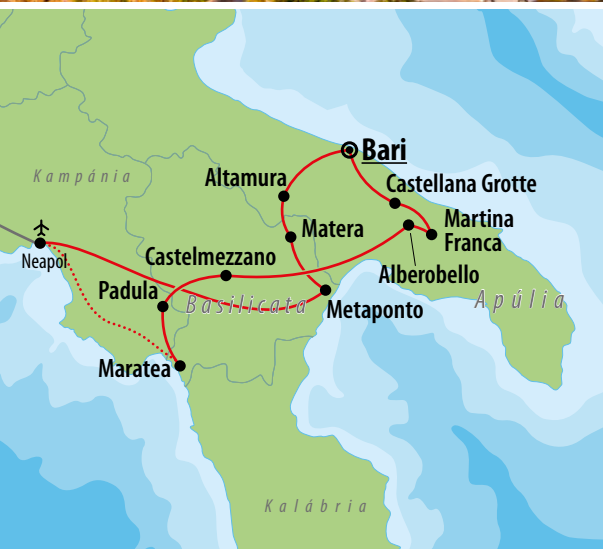 Bari
Kampánia
Altamura
Castellana Grotte
Matera
Martina
Franca
Neapol
Castelmezzano
Alberobello
Padula
Basilicata
Metaponto
Apúlia
Maratea
Kalábria